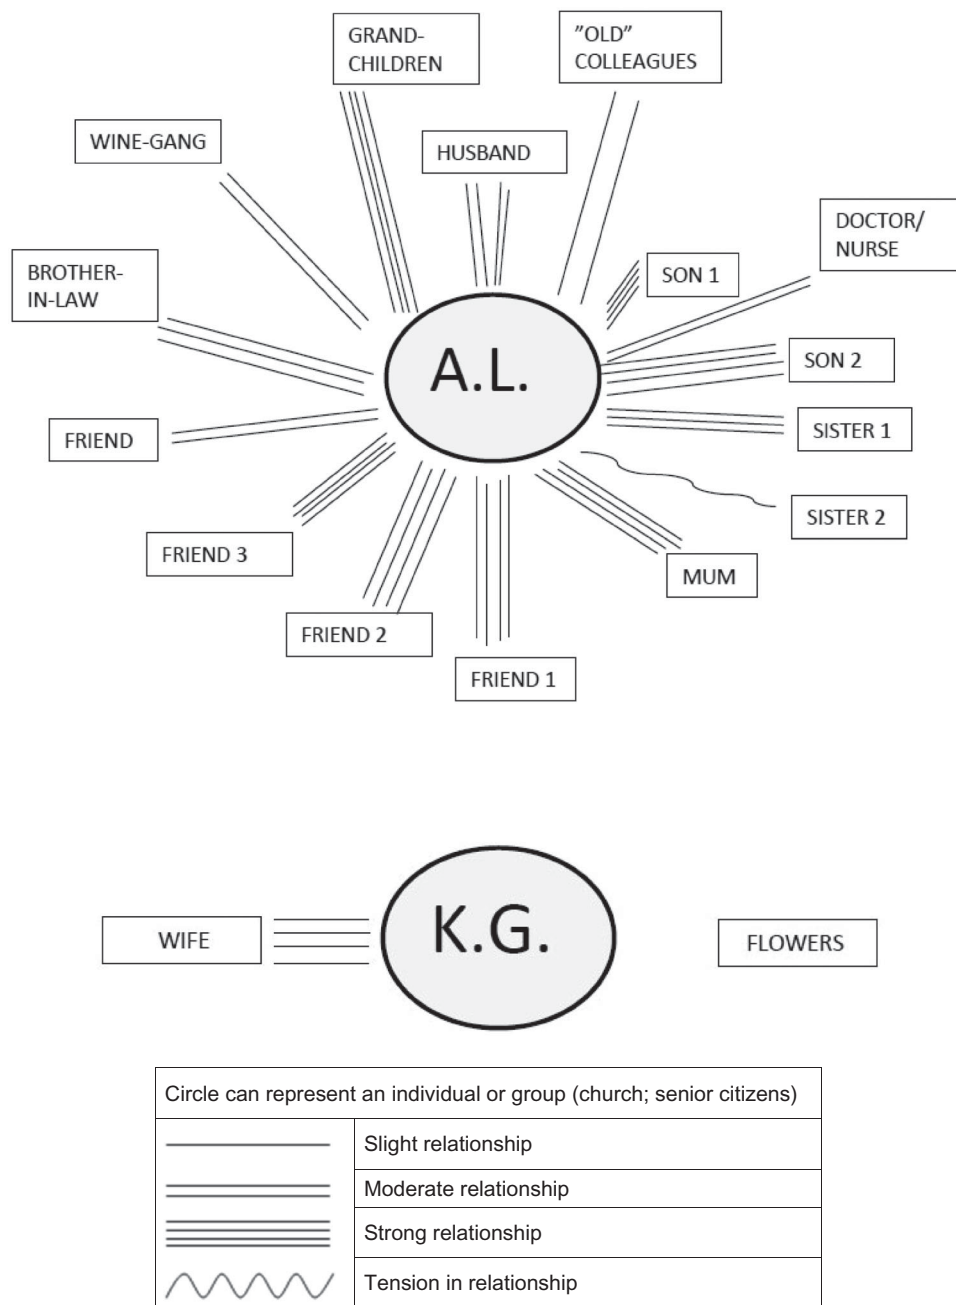 GRAND-
CHILDREN
”OLD”
COLLEAGUES
WINE-GANG
HUSBAND
DOCTOR/
NURSE
BROTHER-
IN-LAW
SON 1
A.L.
SON 2
FRIEND
SISTER 1
SISTER 2
FRIEND 3
MUM
FRIEND 2
FRIEND 1
WIFE
K.G.
FLOWERS
Circle can represent an individual or group (church; senior citizens)
Slight relationship
Moderate relationship
Strong relationship
Tension in relationship